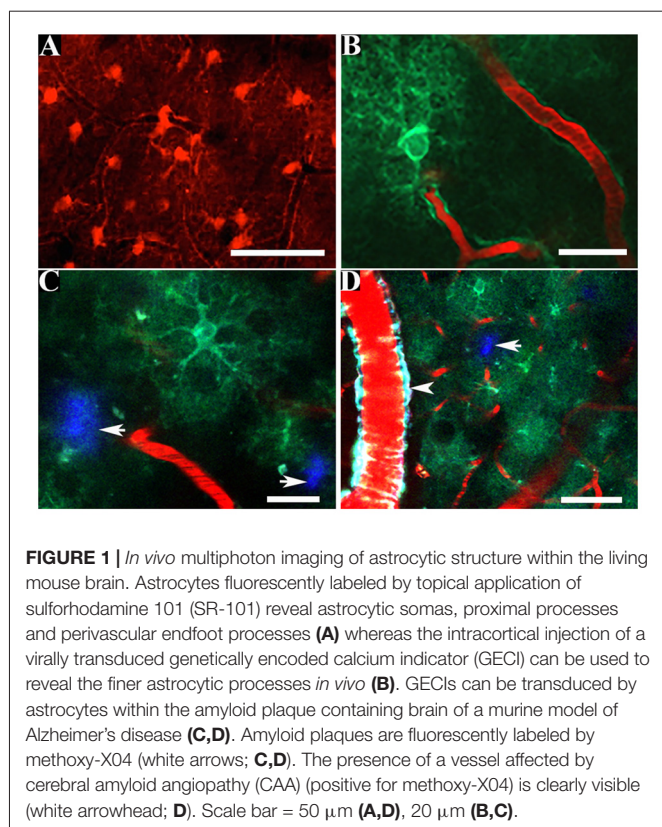 A
B
C
D
FIGURE 1 | In vivo multiphoton imaging of astrocytic structure within the living
mouse brain. Astrocytes fluorescently labeled by topical application of
sulforhodamine 101 (SR-101) reveal astrocytic somas, proximal processes
and perivascular endfoot processes (A) whereas the intracortical injection of a
virally transduced genetically encoded calcium indicator (GECI) can be used to
reveal the finer astrocytic processes in vivo (B). GECIs can be transduced by
astrocytes within the amyloid plaque containing brain of a murine model of
Alzheimer's disease (C,D). Amyloid plaques are fluorescently labeled by
methoxy-X04 (white arrows; C,D). The presence of a vessel affected by
cerebral amyloid angiopathy (CAA) (positive for methoxy-X04) is clearly visible
(white arrowhead; D). Scale bar = 50 μm (A,D), 20 μm (B,C).